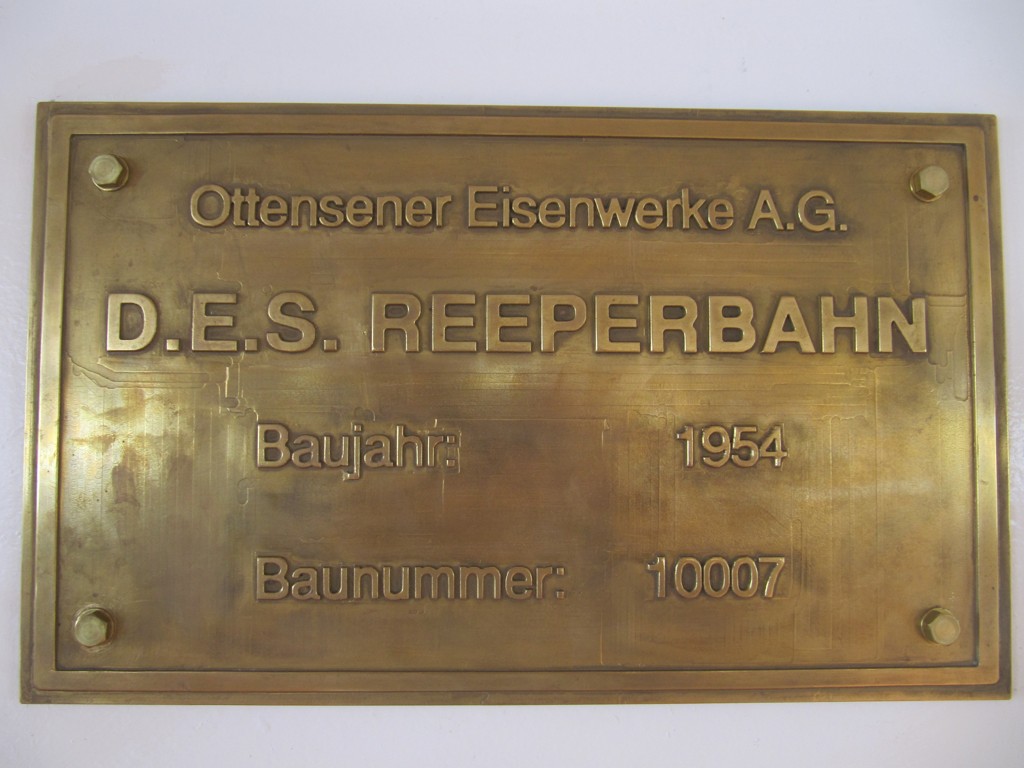 Ottensener Eisenwerke A.G.
D.E.S. REEPERBAHN
Baujahr: 1954
Baunummer: 10007